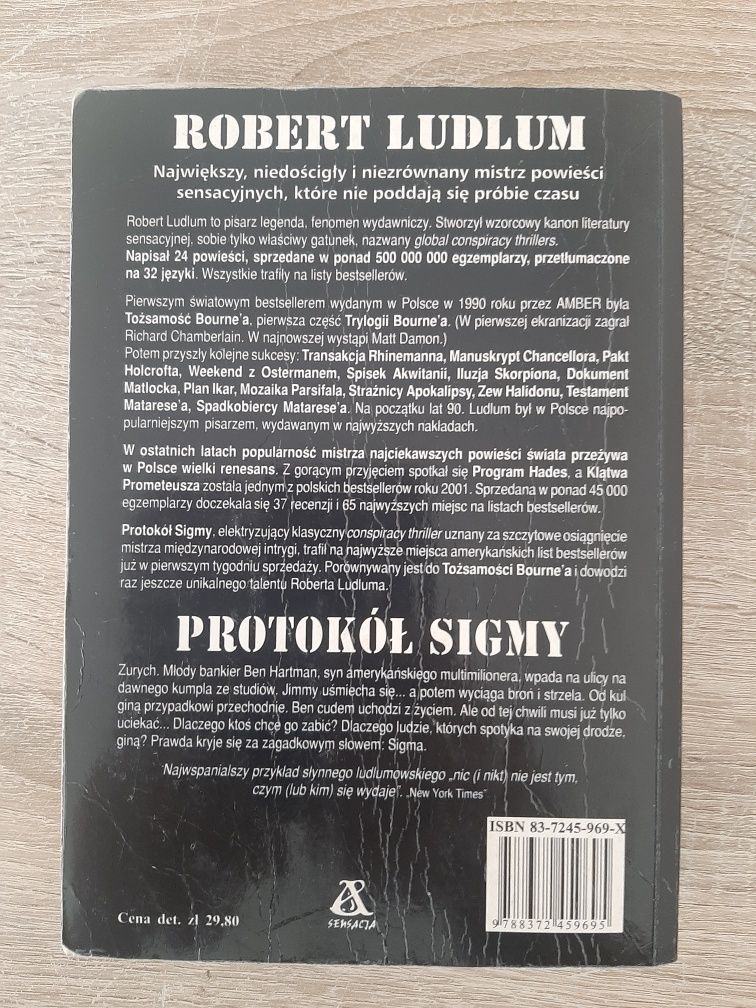 ROBERT LUDLUM
Największy, niedościgły i niezrównany mistrz powieści
sensacyjnych, które nie poddają się próbie czasu
Robert Ludlum to pisarz legenda, fenomen wydawniczy. Stworzył wzorcowy kanon literatury
sensacyjnej, sobie tylko właściwy gatunek, nazwany global conspiracy thrillers.
Napisał 24 powieści, sprzedane w ponad 500 000 000 egzemplarzy, przetłumaczone
na 32 języki. Wszystkie trafiły na listy bestsellerów.
Pierwszym światowym bestsellerem wydanym w Polsce w 1990 roku przez AMBER była
Tożsamość Bourne'a, pierwsza część Trylogii Bourne'a. (W pierwszej ekranizacji zagrał
Richard Chamberlain. W najnowszej wystąpi Matt Damon.)
Potem przyszły kolejne sukcesy: Transakcja Rhinemanna, Manuskrypt Chancellora, Pakt
Holcrofta, Weekend z Ostermanem, Spisek Akwitanii, Iluzja Skorpiona, Dokument
Matlocka, Plan Ikar, Mozaika Parsifala, Strażnicy Apokalipsy, Zew Halidonu, Testament
Matarese'a, Spadkobiercy Matarese'a. Na początku lat 90. Ludlum był w Polsce najpo-
pularniejszym pisarzem, wydawanym w najwyższych nakładach.
W ostatnich latach popularność mistrza najciekawszych powieści świata przeżywa
w Polsce wielki renesans. Z gorącym przyjęciem spotkał się Program Hades, a Klątwa
Prometeusza została jednym z polskich bestsellerów roku 2001. Sprzedana w ponad 45 000
egzemplarzy doczekała się 37 recenzji i 65 najwyższych miejsc na listach bestsellerów.
Protokół Sigmy, elektryzujący klasyczny conspiracy thriller uznany za szczytowe osiągnięcie
mistrza międzynarodowej intrygi, trafił na najwyższe miejsca amerykańskich list bestsellerów
już w pierwszym tygodniu sprzedaży. Porównywany jest do Tożsamości Bourne'a i dowodzi
raz jeszcze unikalnego talentu Roberta Ludluma.
PROTOKÓŁ SIGMY
Zurych. Młody bankier Ben Hartman, syn amerykańskiego multimilionera, wpada na ulicy na
dawnego kumpla ze studiów. Jimmy uśmiecha się... a potem wyciąga broń i strzela. Od kul
giną przypadkowi przechodnie. Ben cudem uchodzi z życiem. Ale od tej chwili musi już tylko
uciekać... Dlaczego ktoś chce go zabić? Dlaczego ludzie, których spotyka na swojej drodze,
giną? Prawda kryje się za zagadkowym słowem: Sigma.
Najwspanialszy przykład słynnego ludlumowskiego „nic (i nikt) nie jest tym,
czym (lub kim) się wydaje". „New York Times"
ISBN 83-7245-969-X
9 788372 459695
SENSACJA
Cena det. zł 29,80